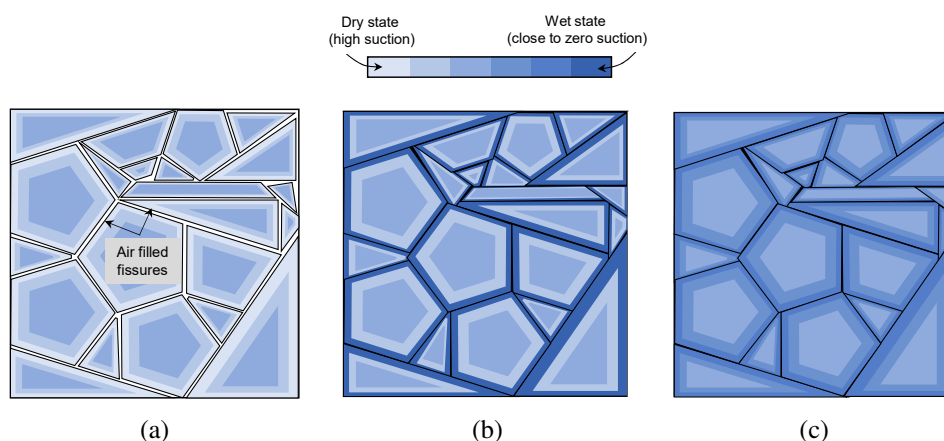 Dry state
(high suction)
Wet state
(close to zero suction)
Air filled
fissures
(a)
(b)
(c)